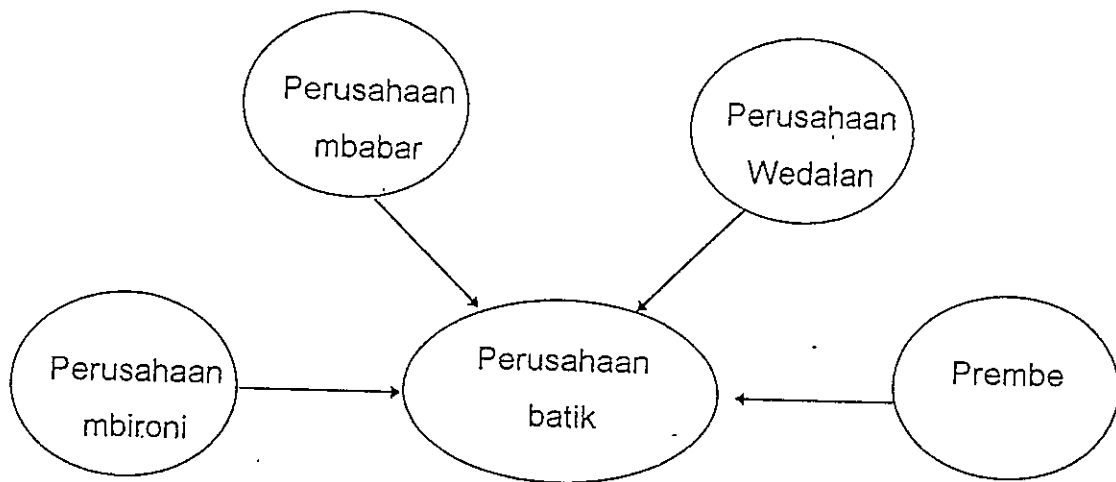 Perusahaan
mbabar
Perusahaan
Wedalan
Perusahaan
mbironi
Perusahaan
batik
Prembe